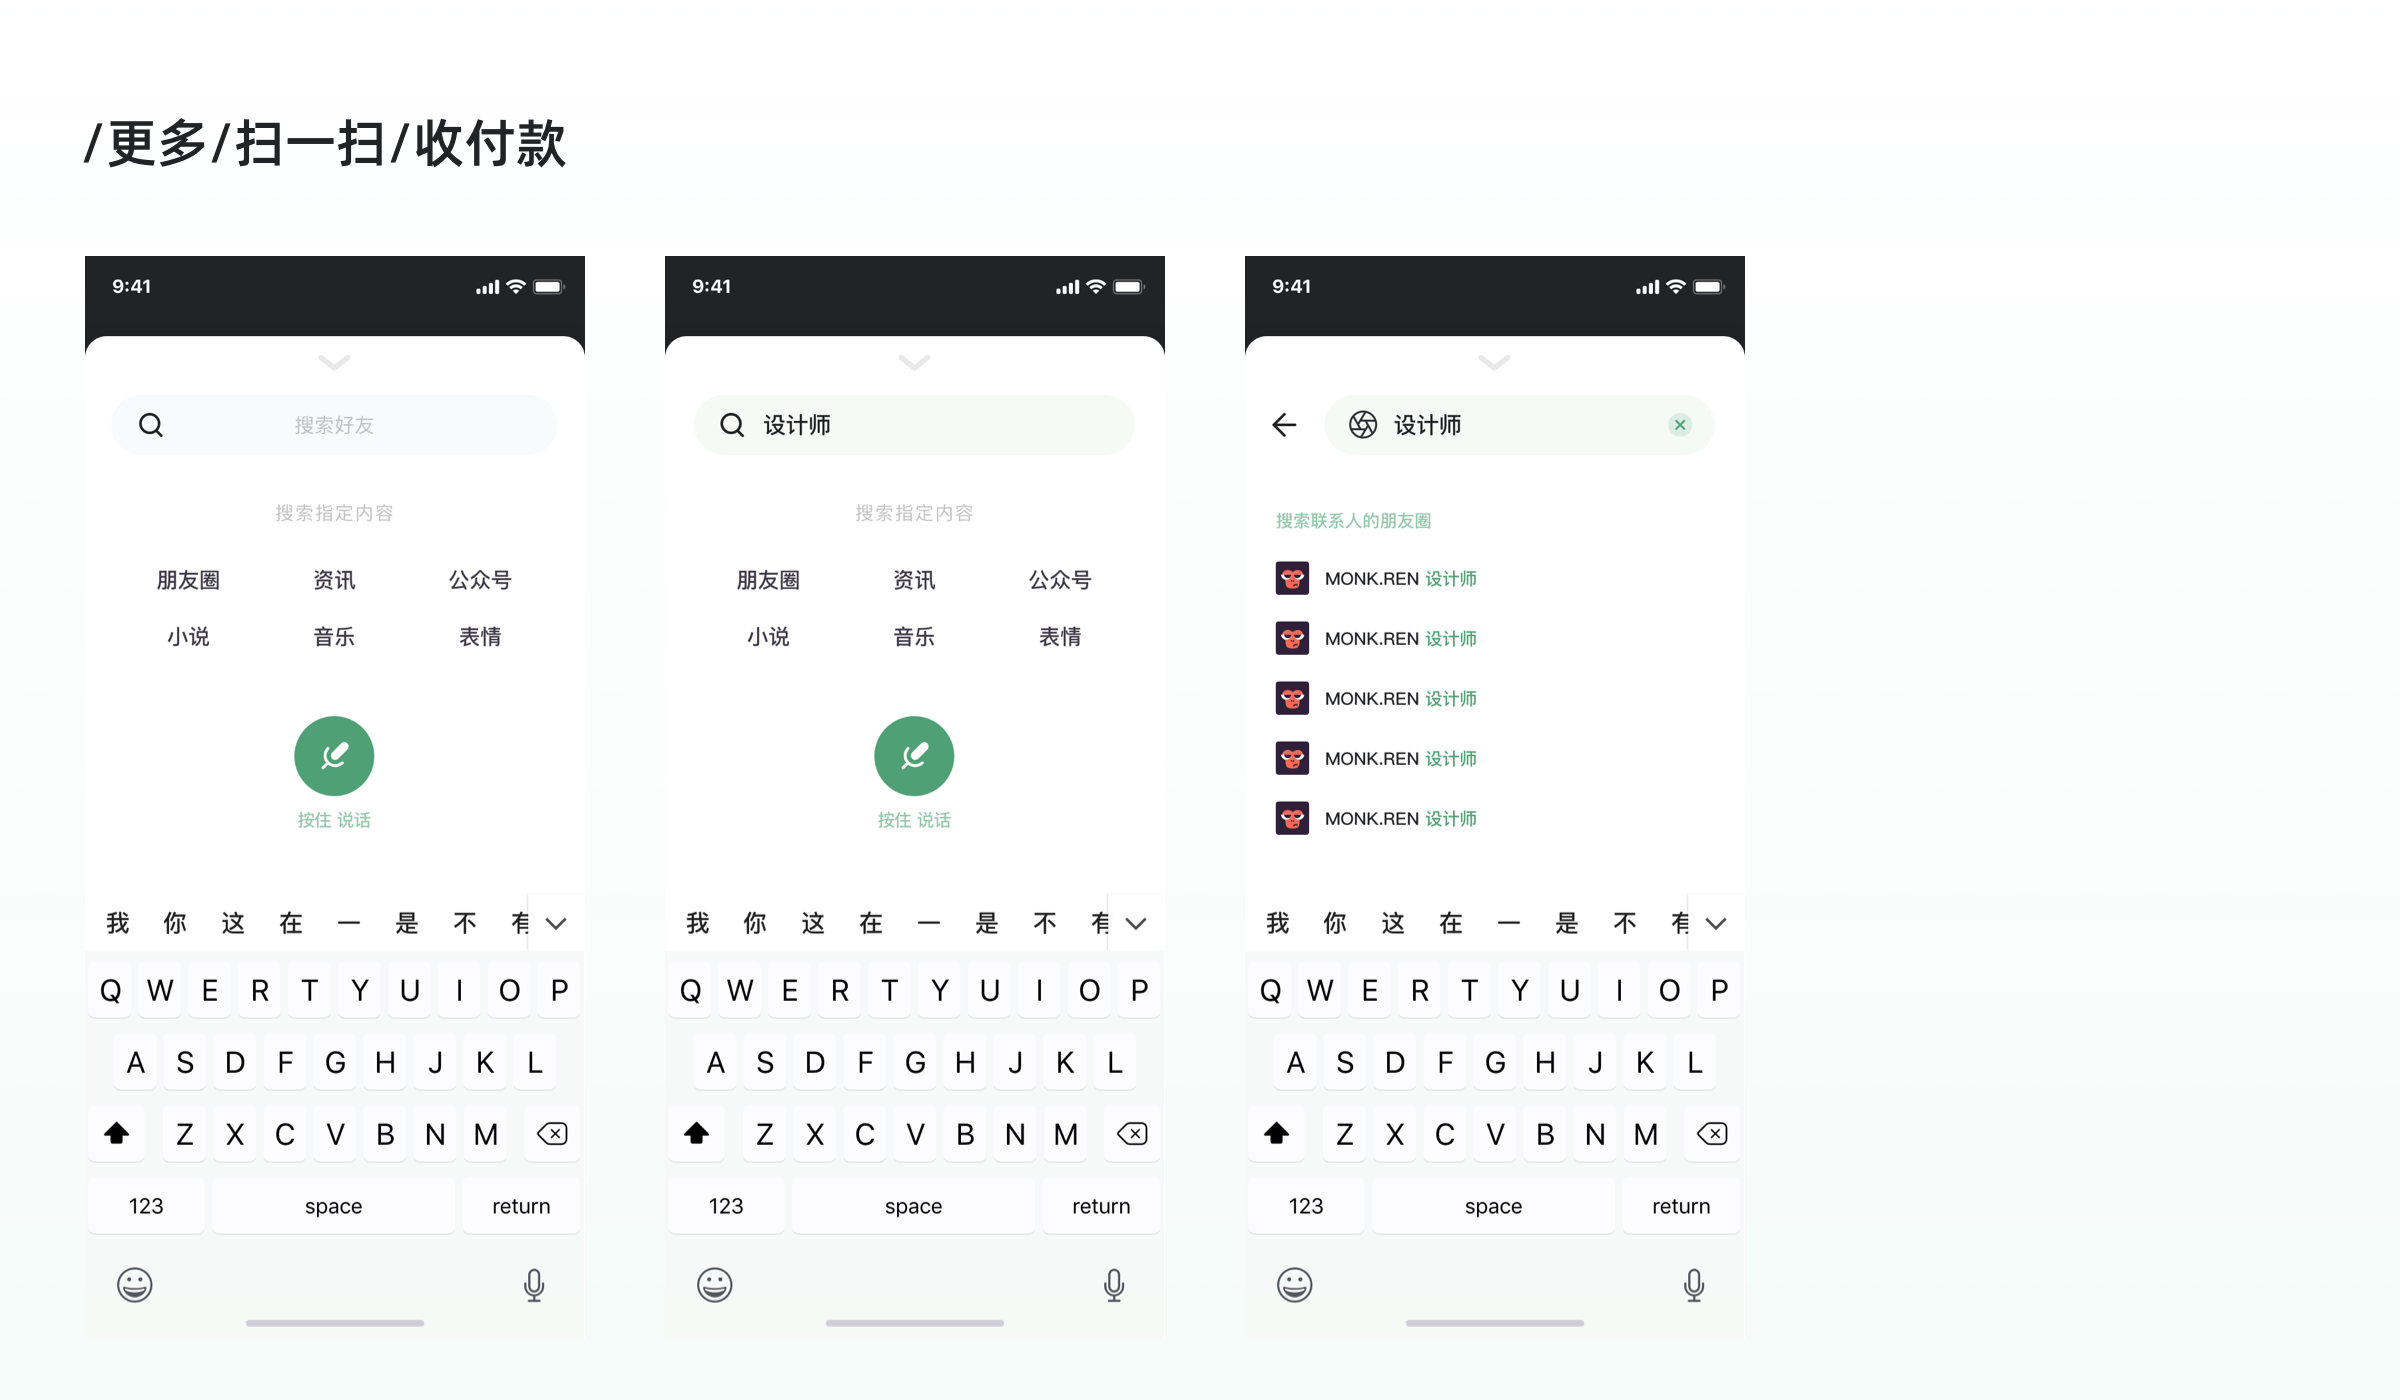 /更多/扫一扫/收付款
9:41
搜索好友
搜索指定内容
朋友圈 资讯 公众号
小说 音乐 表情
按住 说话
我 你 这 在 一 是 不 有
Q W E R T Y U I O P
A S D F G H J K L
Z X C V B N M
123 space return
9:41
设计师
搜索指定内容
朋友圈 资讯 公众号
小说 音乐 表情
按住 说话
我 你 这 在 一 是 不 有
Q W E R T Y U I O P
A S D F G H J K L
Z X C V B N M
123 space return
9:41
设计师
搜索联系人的朋友圈
MONK.REN 设计师
MONK.REN 设计师
MONK.REN 设计师
MONK.REN 设计师
MONK.REN 设计师
我 你 这 在 一 是 不 有
Q W E R T Y U I O P
A S D F G H J K L
Z X C V B N M
123 space return